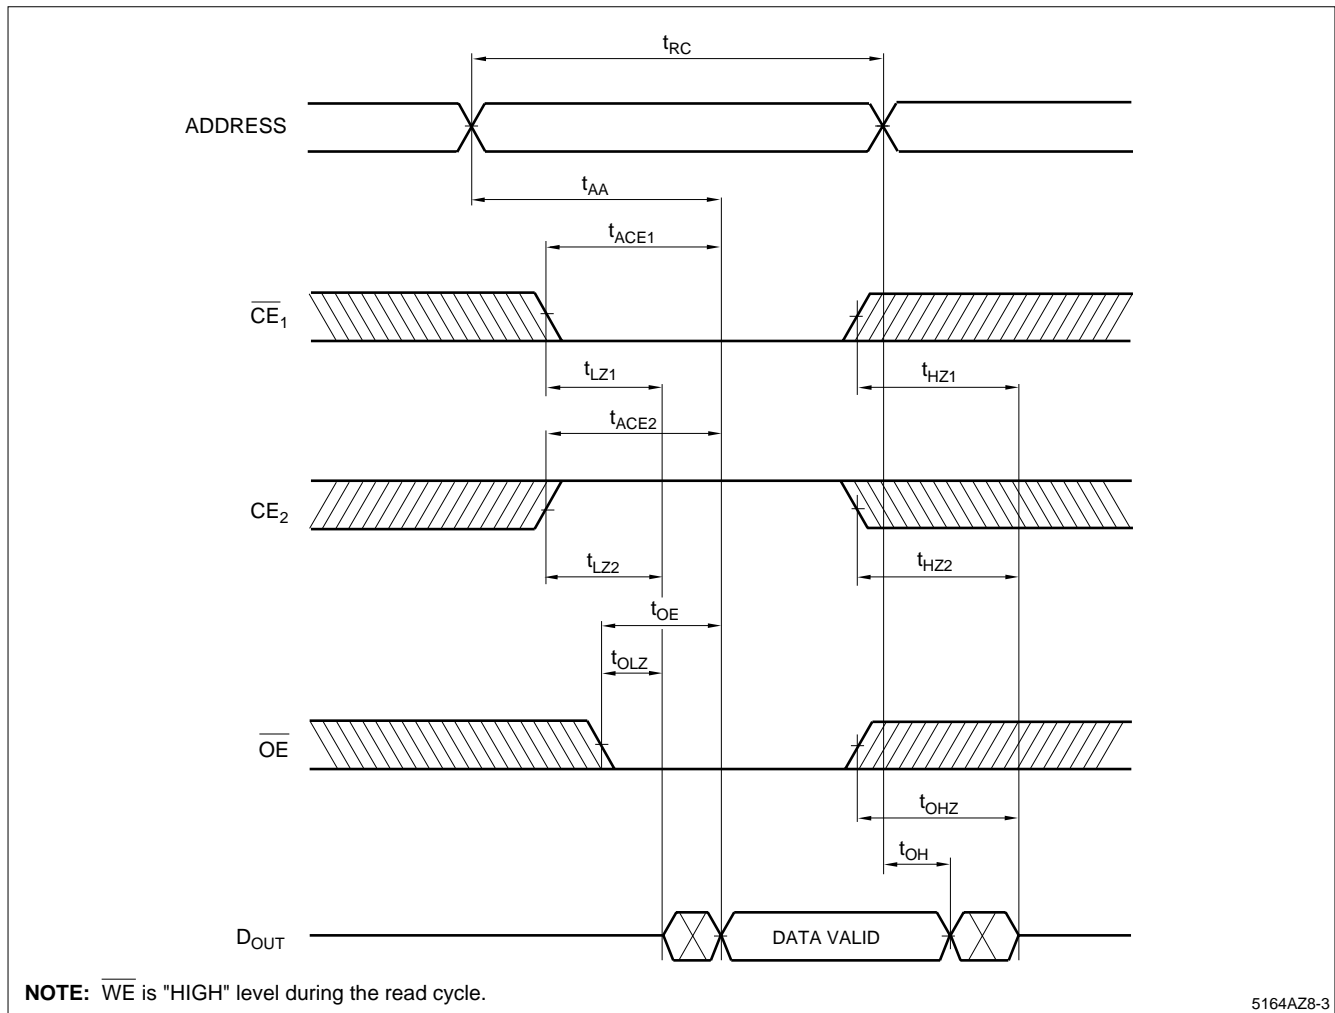 tRC
ADDRESS
tAA
tACE1
CE1
tLZ1
tHZ1
tACE2
CE2
tLZ2
tHZ2
tOE
tOLZ
OE
tOHZ
tOH
DOUT
DATA VALID
NOTE: WE is "HIGH" level during the read cycle.
5164AZ8-3